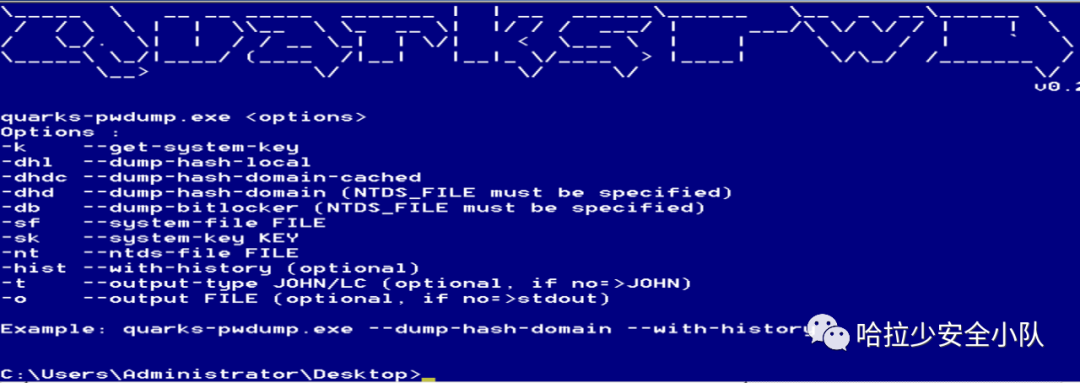 v0.2
quarks-pwdump.exe <options>
Options :
-k --get-system-key
-dhl --dump-hash-local
-dhdc --dump-hash-domain-cached
-dhd --dump-hash-domain (NTDS_FILE must be specified)
-db --dump-bitlocker (NTDS_FILE must be specified)
-sf --system-file FILE
-sk --system-key KEY
-nt --ntds-file FILE
-hist --with-history (optional)
-t --output-type JOHN/LC (optional, if no=>JOHN)
-o --output FILE (optional, if no=>stdout)
Example: quarks-pwdump.exe --dump-hash-domain --with-history
哈拉少安全小队
C:\Users\Administrator\Desktop>